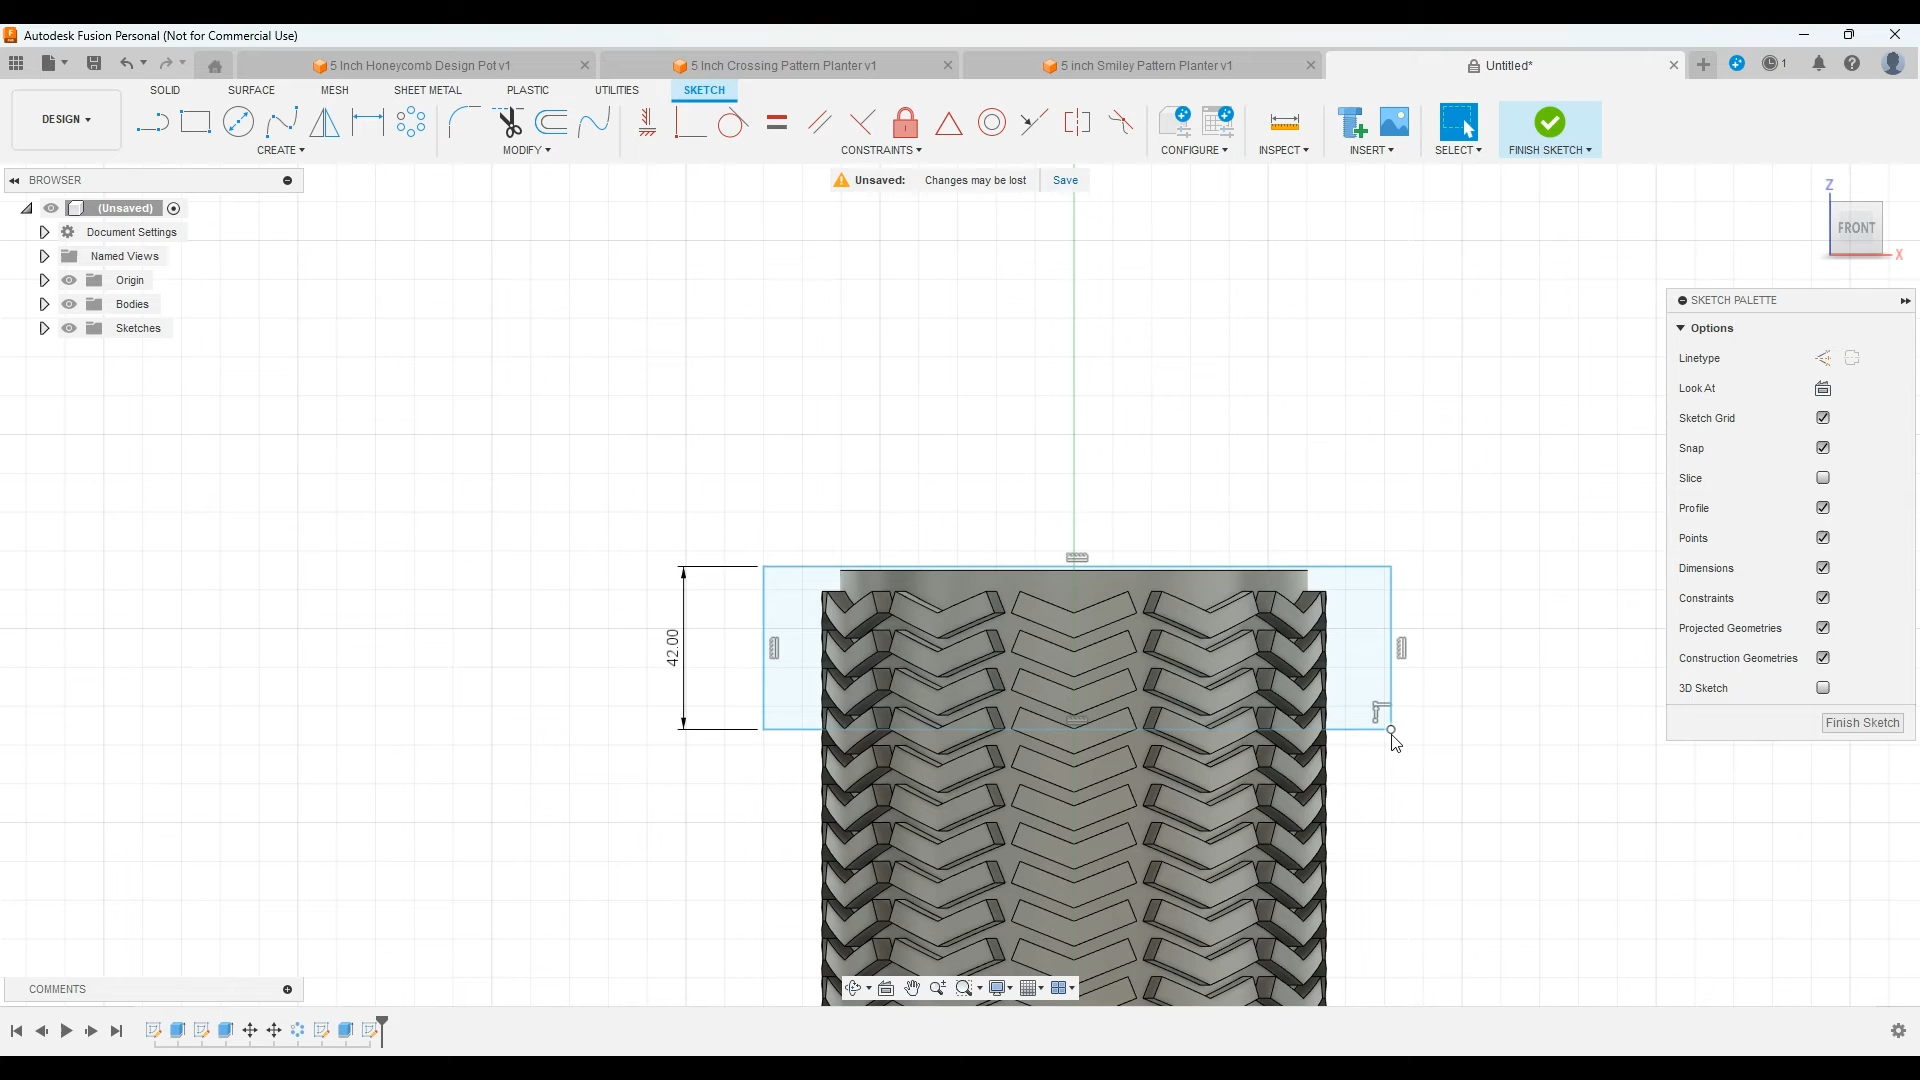 Autodesk Fusion Personal (Not for Commercial Use)
5 Inch Honeycomb Design Pot v1
5 Inch Crossing Pattern Planter v1
5 inch Smiley Pattern Planter v1
Untitled*
1
SOLID
SURFACE
MESH
SHEET METAL
PLASTIC
UTILITIES
SKETCH
DESIGN
CREATE
MODIFY
CONSTRAINTS
CONFIGURE
INSPECT
INSERT
SELECT
FINISH SKETCH
BROWSER
Unsaved: Changes may be lost Save
(Unsaved)
Document Settings
Named Views
Origin
Bodies
Sketches
Z
FRONT
X
SKETCH PALETTE
Options
Linetype
Look At
Sketch Grid
Snap
Slice
Profile
Points
Dimensions
Constraints
Projected Geometries
Construction Geometries
3D Sketch
Finish Sketch
42.00
COMMENTS